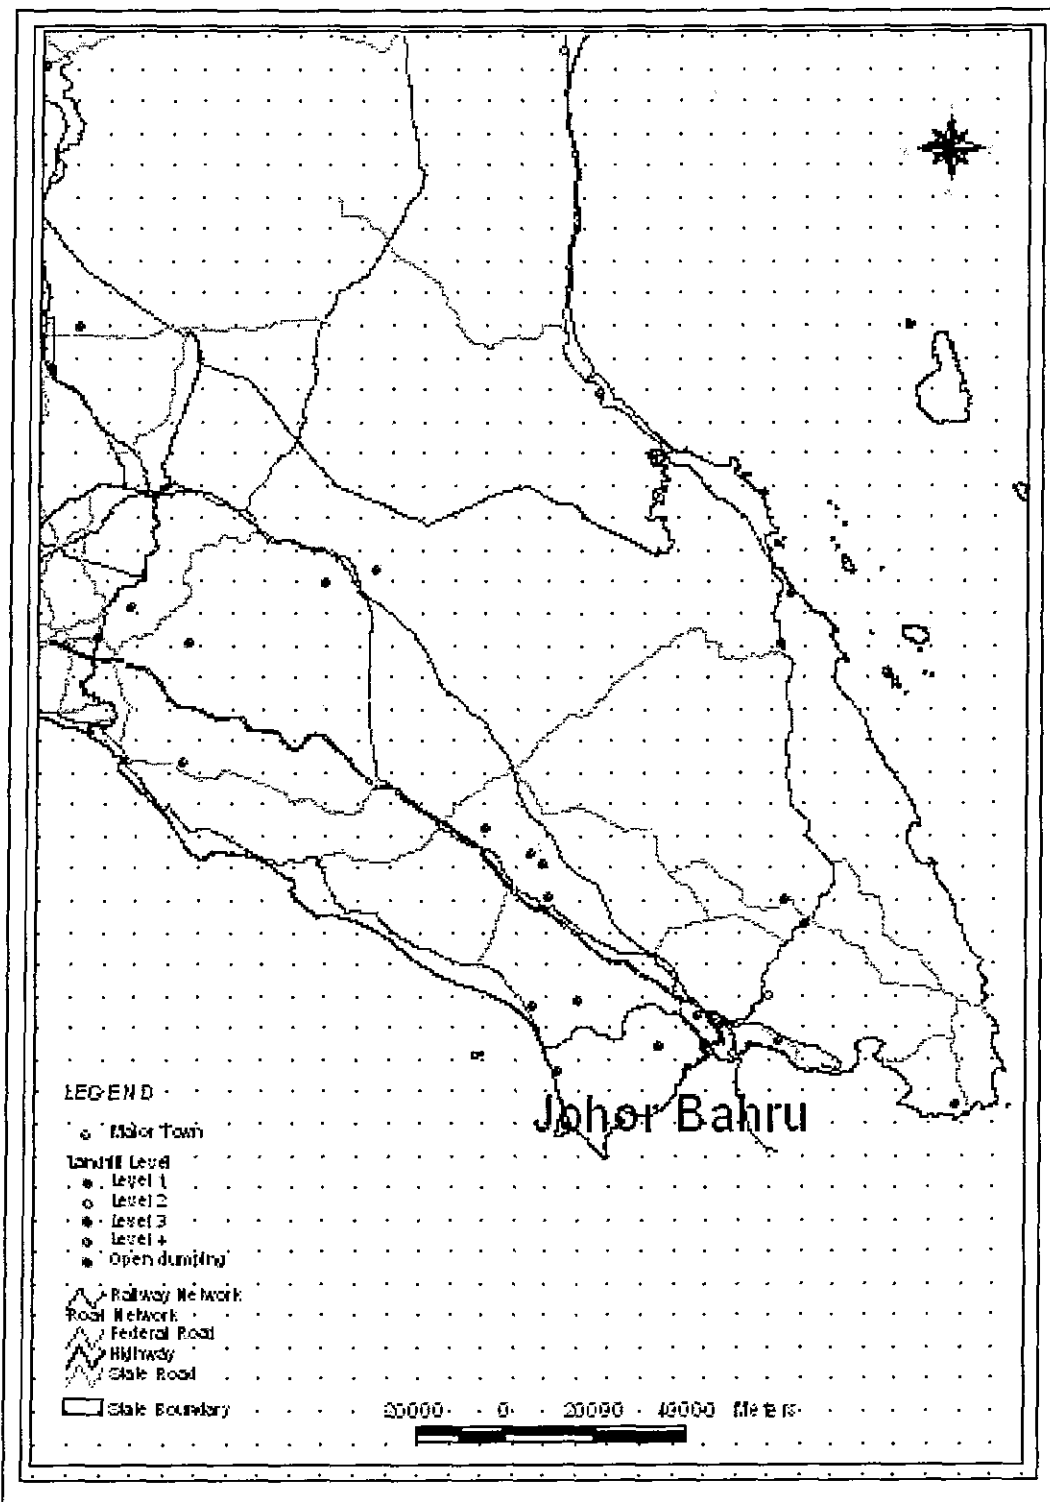 Johor Bahru
LEGEND
Major Town
Landfill Level
Level 1
Level 2
Level 3
Level 4
Open dumping
Railway Network
Road Network
Federal Road
Highway
State Road
State Boundary
20000 0 20000 40000 Meters